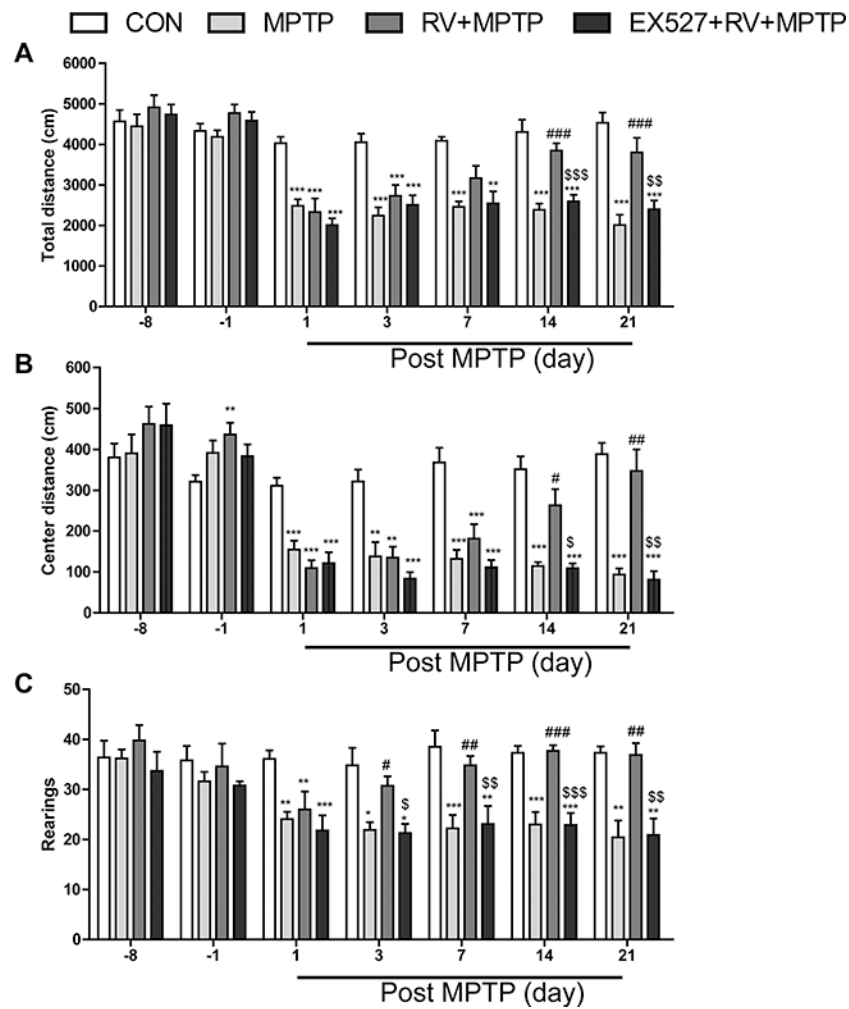 CON MPTP RV+MPTP EX527+RV+MPTP
A
Total distance (cm)
6000
5000
4000
3000
2000
1000
0
*** *** ***
*** *** ***
*** **
*** ### $$$ ***
*** ### $$ ***
-8 -1 1 3 7 14 21
Post MPTP (day)
B
Center distance (cm)
600
500
400
300
200
100
0
**
*** *** ***
** ** ***
*** *** ***
*** # $ ***
*** ## $$ ***
-8 -1 1 3 7 14 21
Post MPTP (day)
C
Rearings
50
40
30
20
10
0
** ** ***
* # $ *
*** ## $$ **
*** ### $$$ ***
** ## $$ **
-8 -1 1 3 7 14 21
Post MPTP (day)